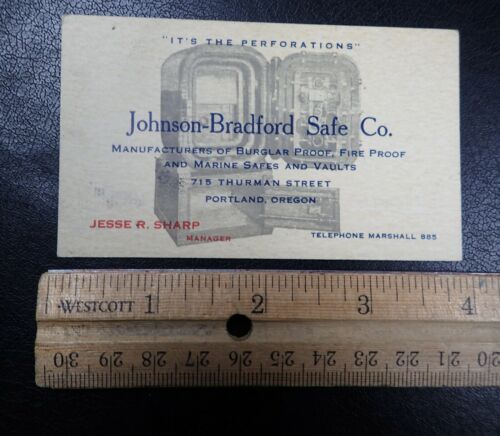 "IT'S THE PERFORATIONS"
JOHNSON-BRADFORD SAFE CO.
MANUFACTURERS OF BURGLAR PROOF, FIRE PROOF
AND MARINE SAFES AND VAULTS
715 THURMAN STREET
PORTLAND, OREGON
JESSE R. SHARP
MANAGER
TELEPHONE MARSHALL 885
WESTCOTT 1 2 3 4
30 29 28 27 26 25 24 23 22 21 20